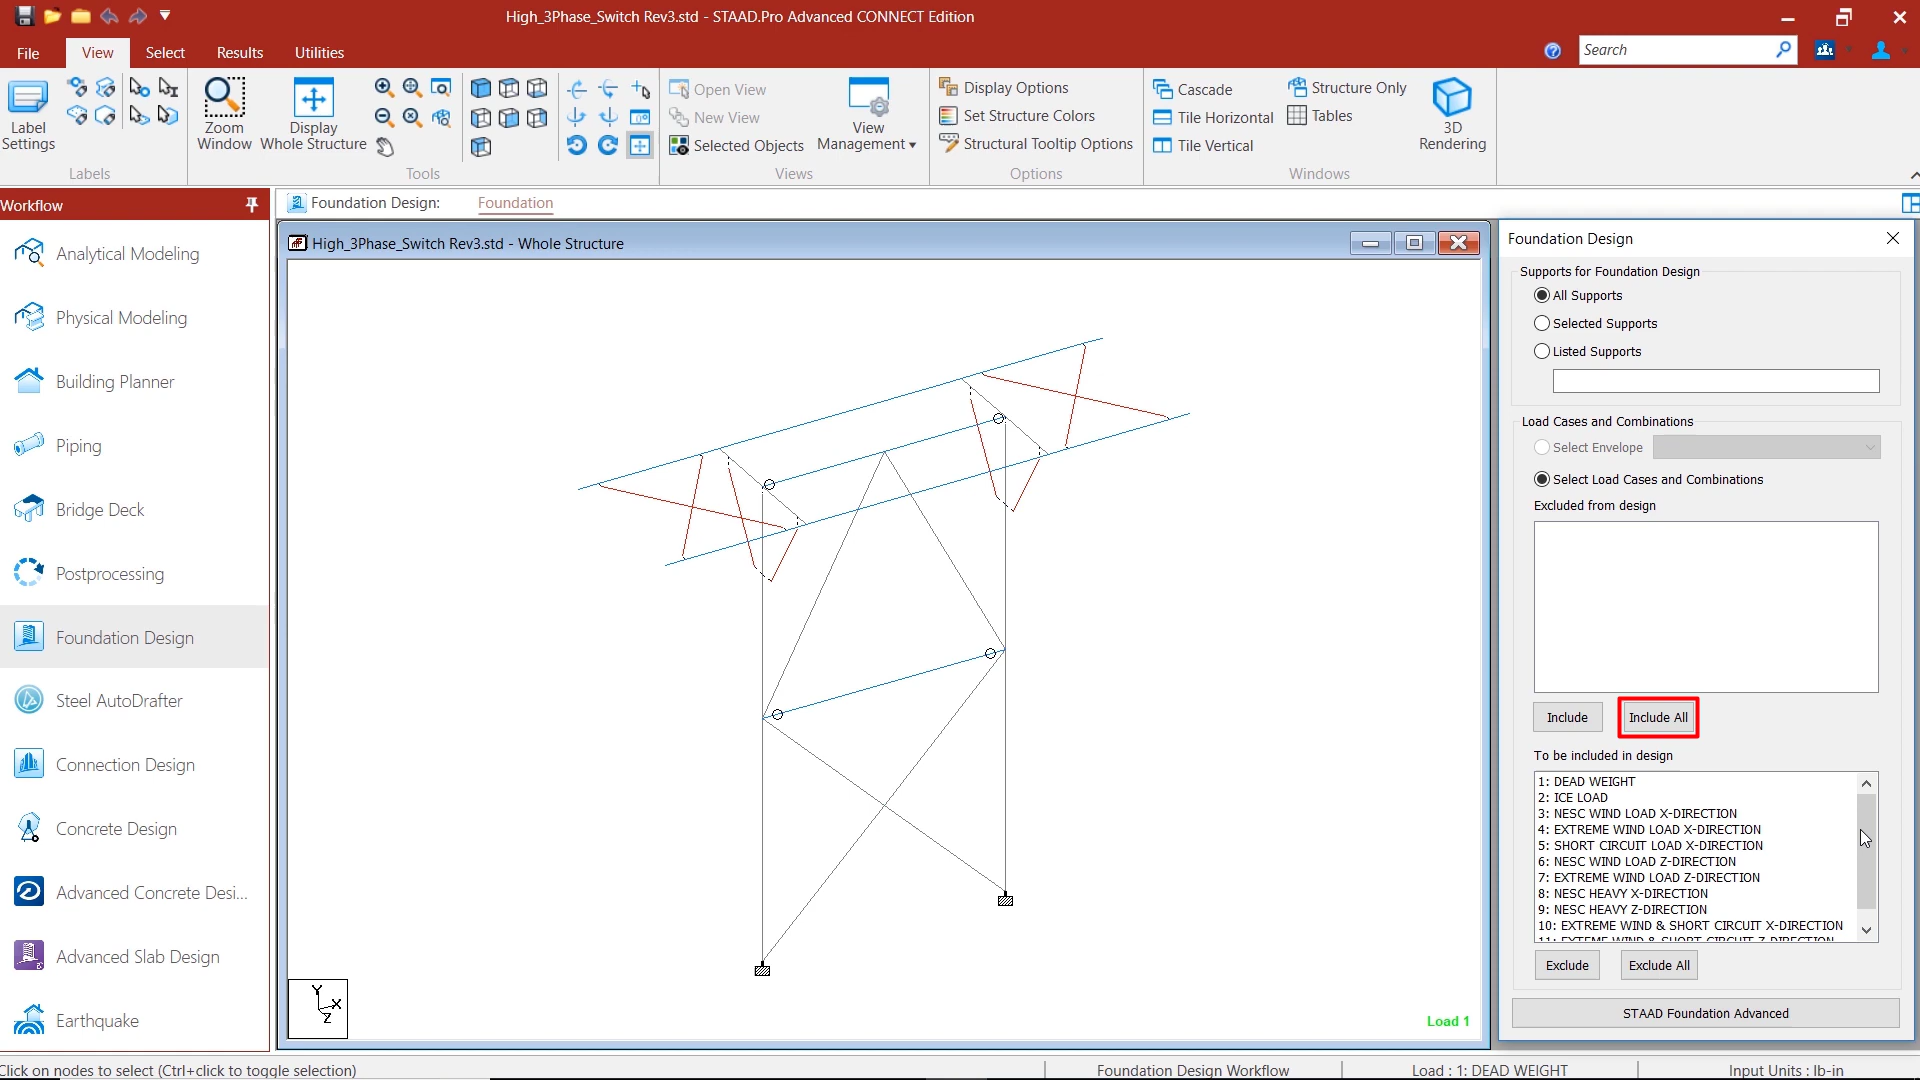 High_3Phase_Switch Rev3.std - STAAD.Pro Advanced CONNECT Edition
File
View
Select
Results
Utilities
Search
Label Settings
Zoom Window
Display Whole Structure
Open View
New View
Selected Objects
View Management
Display Options
Set Structure Colors
Structural Tooltip Options
Cascade
Tile Horizontal
Tile Vertical
Structure Only
Tables
3D Rendering
Labels
Tools
Views
Options
Windows
Workflow
Foundation Design:
Foundation
Analytical Modeling
Physical Modeling
Building Planner
Piping
Bridge Deck
Postprocessing
Foundation Design
Steel AutoDrafter
Connection Design
Concrete Design
Advanced Concrete Desi...
Advanced Slab Design
Earthquake
High_3Phase_Switch Rev3.std - Whole Structure
Y
X
Z
Load 1
Foundation Design
Supports for Foundation Design
All Supports
Selected Supports
Listed Supports
Load Cases and Combinations
Select Envelope
Select Load Cases and Combinations
Excluded from design
Include
Include All
To be included in design
1: DEAD WEIGHT
2: ICE LOAD
3: NESC WIND LOAD X-DIRECTION
4: EXTREME WIND LOAD X-DIRECTION
5: SHORT CIRCUIT LOAD X-DIRECTION
6: NESC WIND LOAD Z-DIRECTION
7: EXTREME WIND LOAD Z-DIRECTION
8: NESC HEAVY X-DIRECTION
9: NESC HEAVY Z-DIRECTION
10: EXTREME WIND & SHORT CIRCUIT X-DIRECTION
11: EXTREME WIND & SHORT CIRCUIT Z-DIRECTION
Exclude
Exclude All
STAAD Foundation Advanced
Click on nodes to select (Ctrl+click to toggle selection)
Foundation Design Workflow
Load : 1: DEAD WEIGHT
Input Units : lb-in